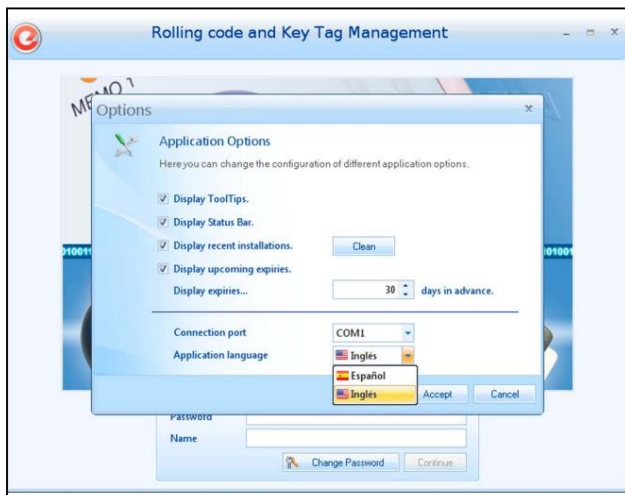 Rolling code and Key Tag Management
MEMO 1
Options
Application Options
Here you can change the configuration of different application options.
Display ToolTips.
Display Status Bar.
Display recent installations.
Clean
Display upcoming expiries.
Display expiries...
30
days in advance.
Connection port
COM1
Application language
Inglés
Español
Inglés
Accept
Cancel
Password
Name
Change Password
Continue